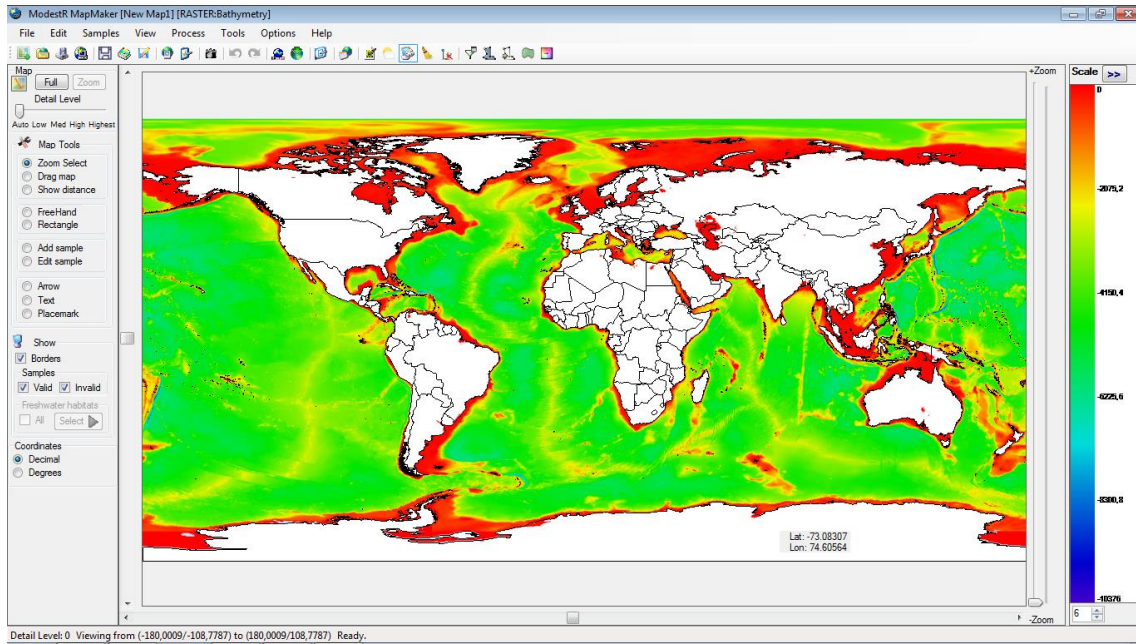 ModestR MapMaker [New Map1] [RASTER:Bathymetry]
File Edit Samples View Process Tools Options Help
Map
Full Zoom
Detail Level
Auto Low Med High Highest
Map Tools
Zoom Select
Drag map
Show distance
FreeHand
Rectangle
Add sample
Edit sample
Arrow
Text
Placemark
Show
Borders
Samples
Valid Invalid
Freshwater habitats
All Select
Coordinates
Decimal
Degrees
Lat: -73.08307
Lon: 74.60564
+Zoom
-Zoom
Scale >>
0
-2075,2
-4150,4
-6225,6
-8300,8
-10376
6
Detail Level: 0 Viewing from (-180,0009/-108,7787) to (180,0009/108,7787) Ready.